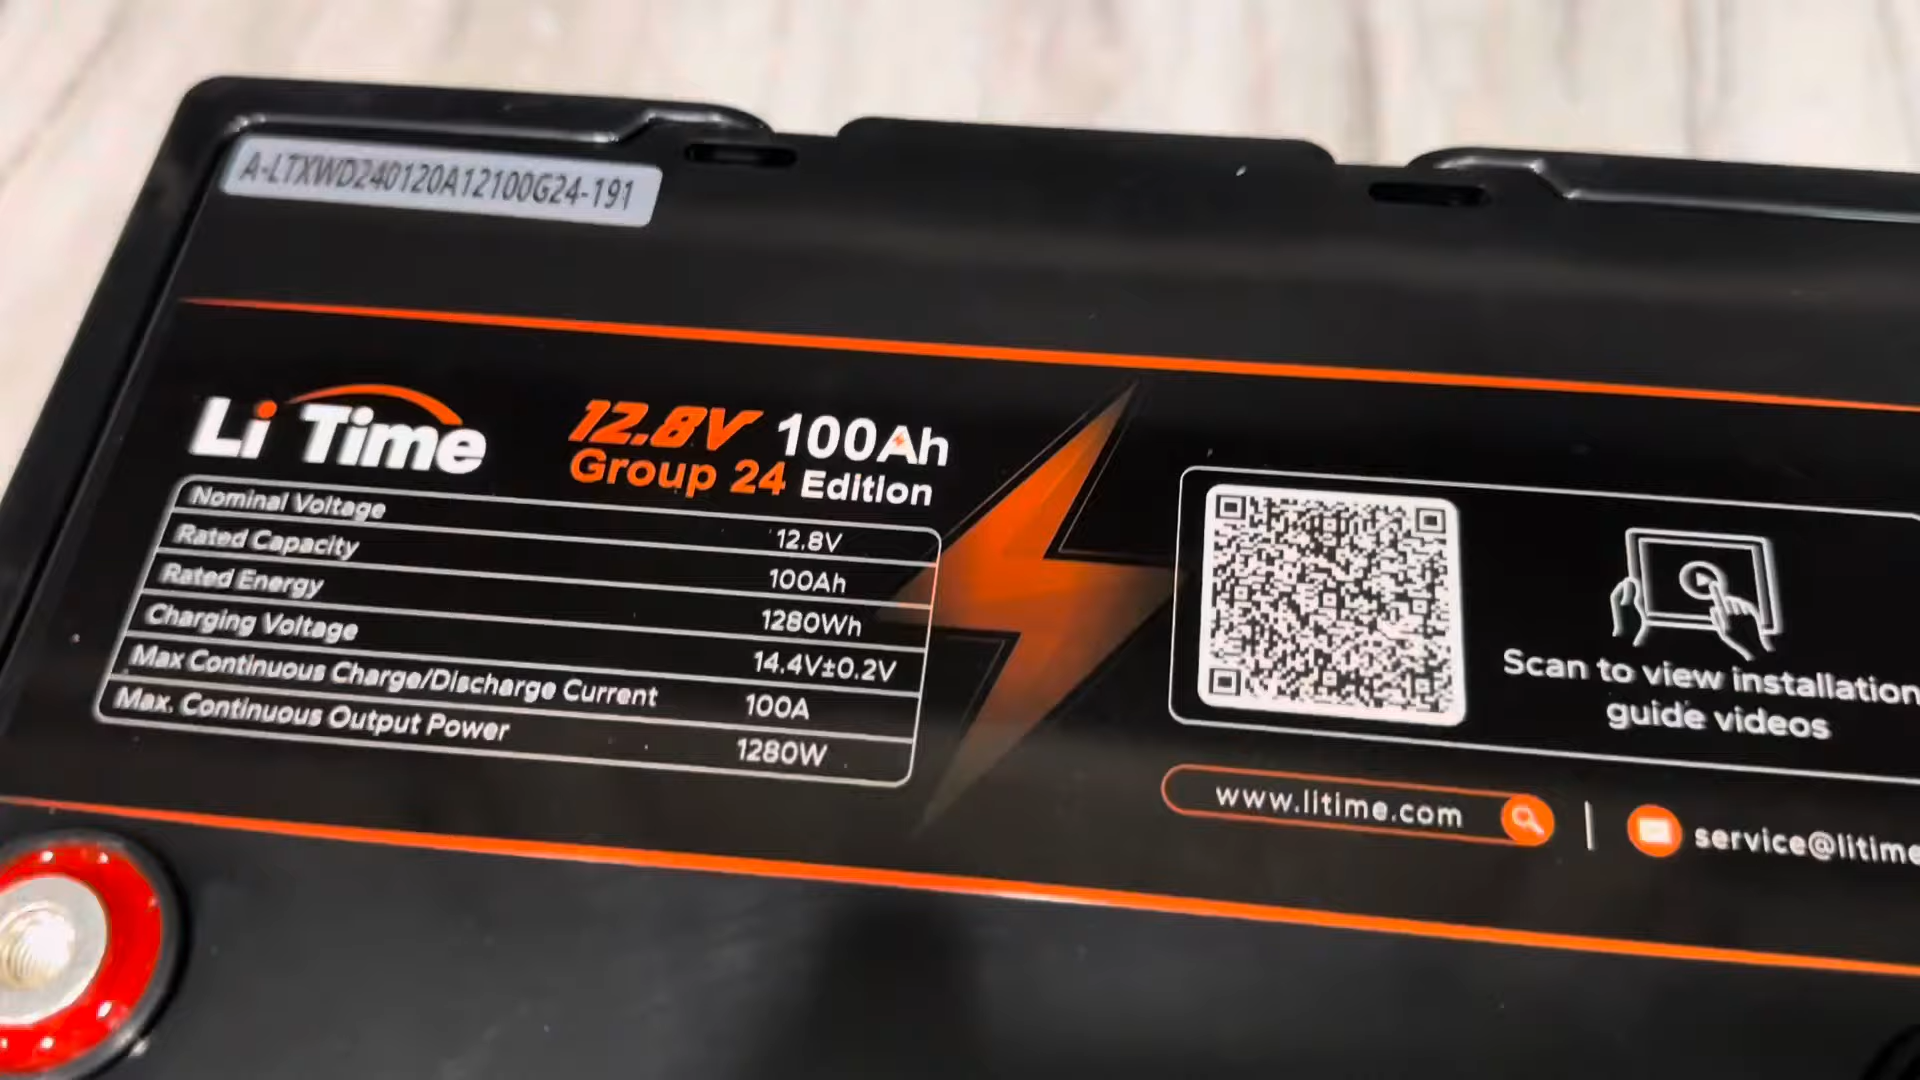 A-LTXWD240120A12100G24-191
Li Time
12.8V 100Ah
Group 24 Edition
Nominal Voltage 12.8V
Rated Capacity 100Ah
Rated Energy 1280Wh
Charging Voltage 14.4V±0.2V
Max Continuous Charge/Discharge Current 100A
Max. Continuous Output Power 1280W
Scan to view installation
guide videos
www.litime.com
service@litime